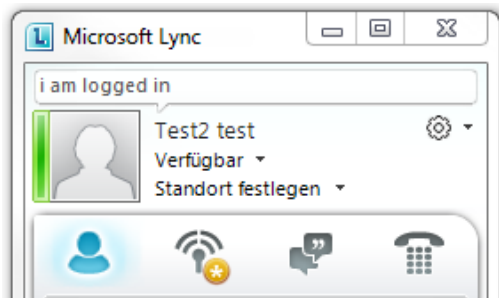 Microsoft Lync
i am logged in
Test2 test
Verfügbar
Standort festlegen